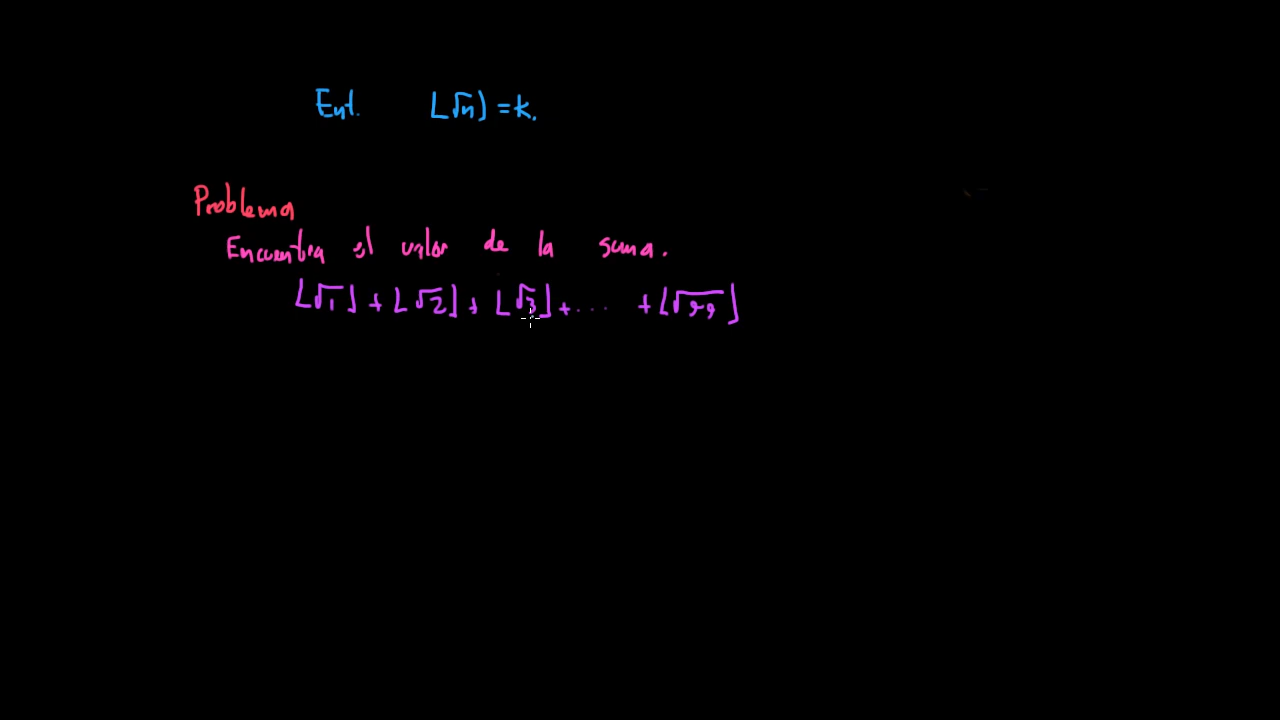 Ent. ⌊√n⌋ = k.
Problema
Encuentra el valor de la suma.
⌊√1⌋ + ⌊√2⌋ + ⌊√3⌋ + .... + ⌊√99⌋